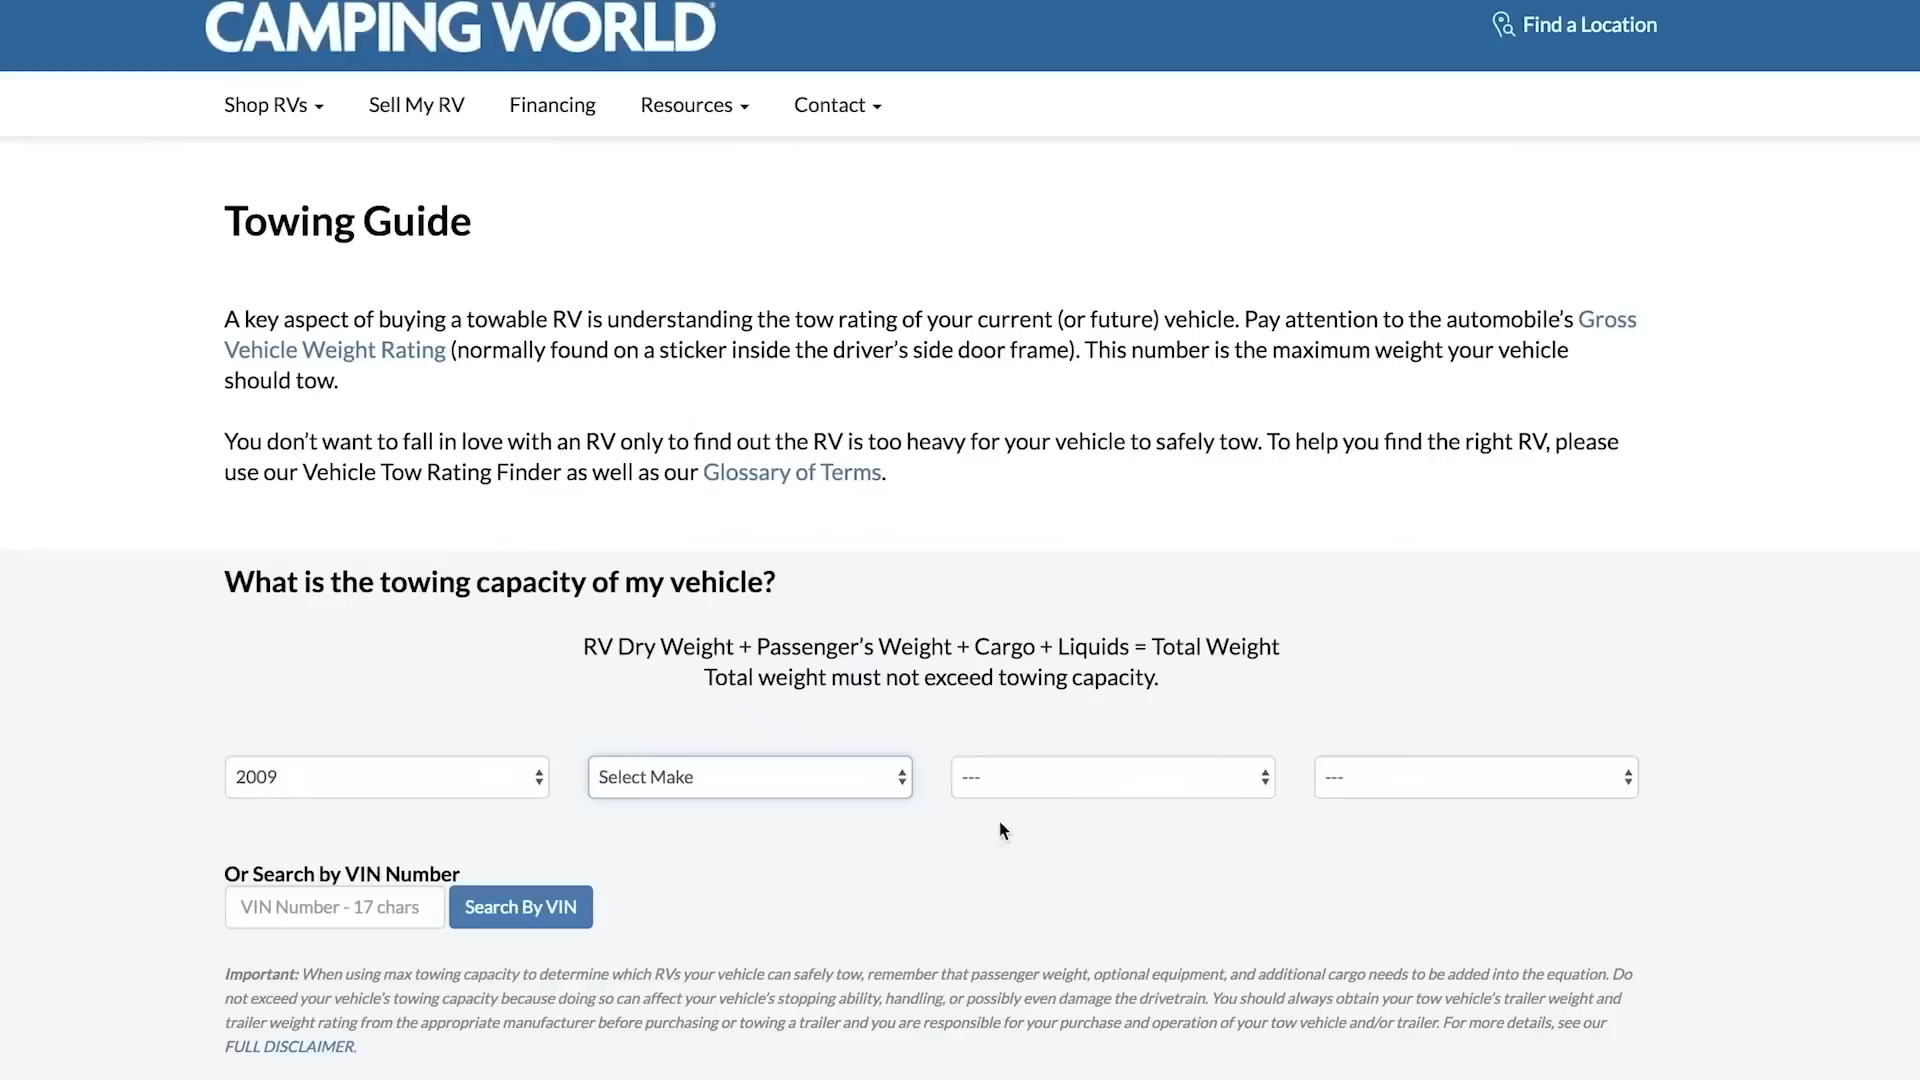 CAMPING WORLD
Find a Location
Shop RVs
Sell My RV
Financing
Resources
Contact
Towing Guide
A key aspect of buying a towable RV is understanding the tow rating of your current (or future) vehicle. Pay attention to the automobile’s Gross
Vehicle Weight Rating (normally found on a sticker inside the driver’s side door frame). This number is the maximum weight your vehicle
should tow.
You don’t want to fall in love with an RV only to find out the RV is too heavy for your vehicle to safely tow. To help you find the right RV, please
use our Vehicle Tow Rating Finder as well as our Glossary of Terms.
What is the towing capacity of my vehicle?
RV Dry Weight + Passenger’s Weight + Cargo + Liquids = Total Weight
Total weight must not exceed towing capacity.
2009
Select Make
---
---
Or Search by VIN Number
VIN Number - 17 chars
Search By VIN
Important: When using max towing capacity to determine which RVs your vehicle can safely tow, remember that passenger weight, optional equipment, and additional cargo needs to be added into the equation. Do
not exceed your vehicle’s towing capacity because doing so can affect your vehicle’s stopping ability, handling, or possibly even damage the drivetrain. You should always obtain your tow vehicle’s trailer weight and
trailer weight rating from the appropriate manufacturer before purchasing or towing a trailer and you are responsible for your purchase and operation of your tow vehicle and/or trailer. For more details, see our
FULL DISCLAIMER.